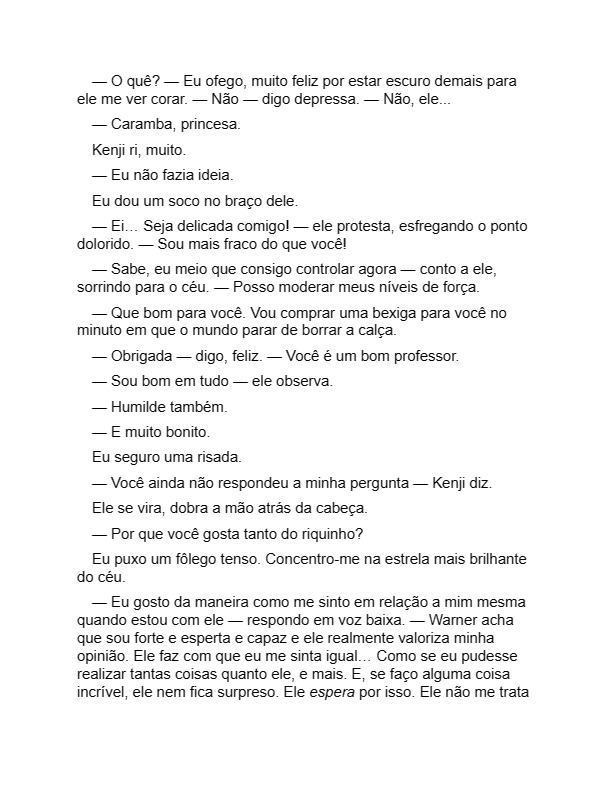 — O quê? — Eu ofego, muito feliz por estar escuro demais para
ele me ver corar. — Não — digo depressa. — Não, ele...
— Caramba, princesa.
Kenji ri, muito.
— Eu não fazia ideia.
Eu dou um soco no braço dele.
— Ei… Seja delicada comigo! — ele protesta, esfregando o ponto
dolorido. — Sou mais fraco do que você!
— Sabe, eu meio que consigo controlar agora — conto a ele,
sorrindo para o céu. — Posso moderar meus níveis de força.
— Que bom para você. Vou comprar uma bexiga para você no
minuto em que o mundo parar de borrar a calça.
— Obrigada — digo, feliz. — Você é um bom professor.
— Sou bom em tudo — ele observa.
— Humilde também.
— E muito bonito.
Eu seguro uma risada.
— Você ainda não respondeu a minha pergunta — Kenji diz.
Ele se vira, dobra a mão atrás da cabeça.
— Por que você gosta tanto do riquinho?
Eu puxo um fôlego tenso. Concentro-me na estrela mais brilhante
do céu.
— Eu gosto da maneira como me sinto em relação a mim mesma
quando estou com ele — respondo em voz baixa. — Warner acha
que sou forte e esperta e capaz e ele realmente valoriza minha
opinião. Ele faz com que eu me sinta igual… Como se eu pudesse
realizar tantas coisas quanto ele, e mais. E, se faço alguma coisa
incrível, ele nem fica surpreso. Ele espera por isso. Ele não me trata